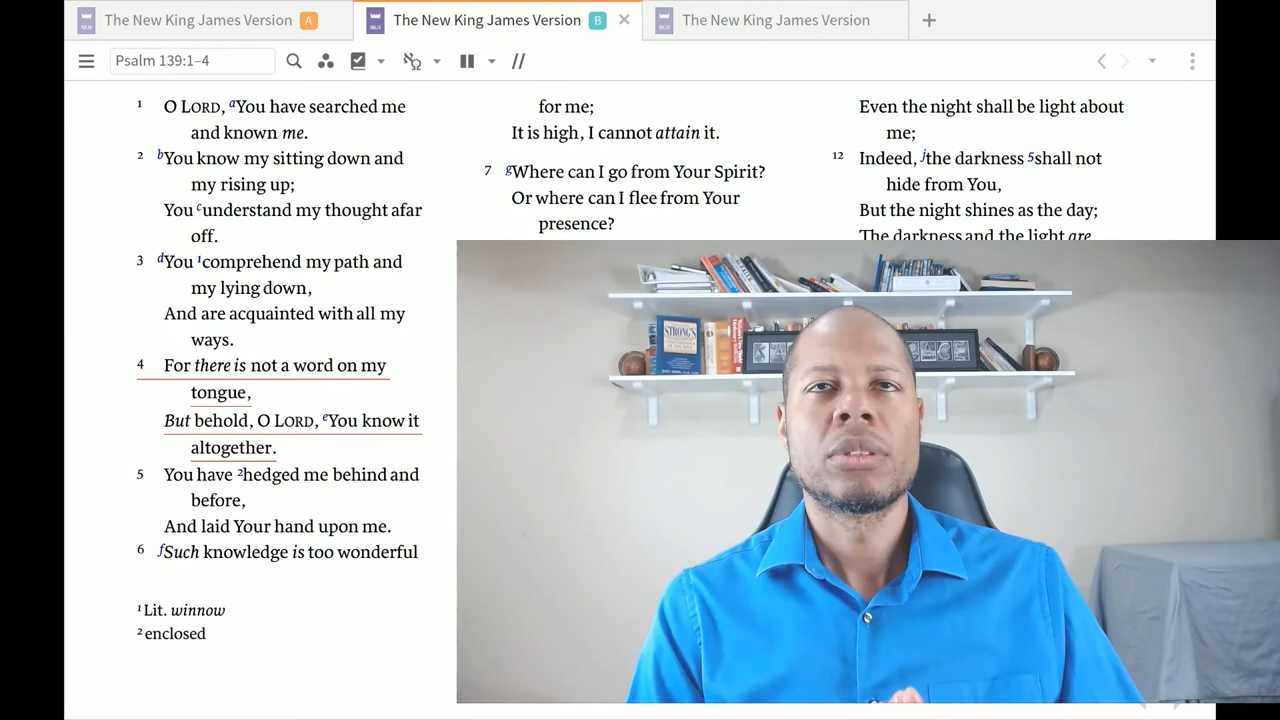 The New King James Version A
The New King James Version B
The New King James Version
Psalm 139:1–4
1 O LORD, aYou have searched me
and known me.
2 bYou know my sitting down and
my rising up;
You cunderstand my thought afar
off.
3 dYou 1comprehend my path and
my lying down,
And are acquainted with all my
ways.
4 For there is not a word on my
tongue,
But behold, O LORD, eYou know it
altogether.
5 You have 2hedged me behind and
before,
And laid Your hand upon me.
6 fSuch knowledge is too wonderful
1 Lit. winnow
2 enclosed
for me;
It is high, I cannot attain it.
7 gWhere can I go from Your Spirit?
Or where can I flee from Your
presence?
Even the night shall be light about
me;
12 Indeed, jthe darkness 5shall not
hide from You,
But the night shines as the day;
The darkness and the light are
STRONG'S